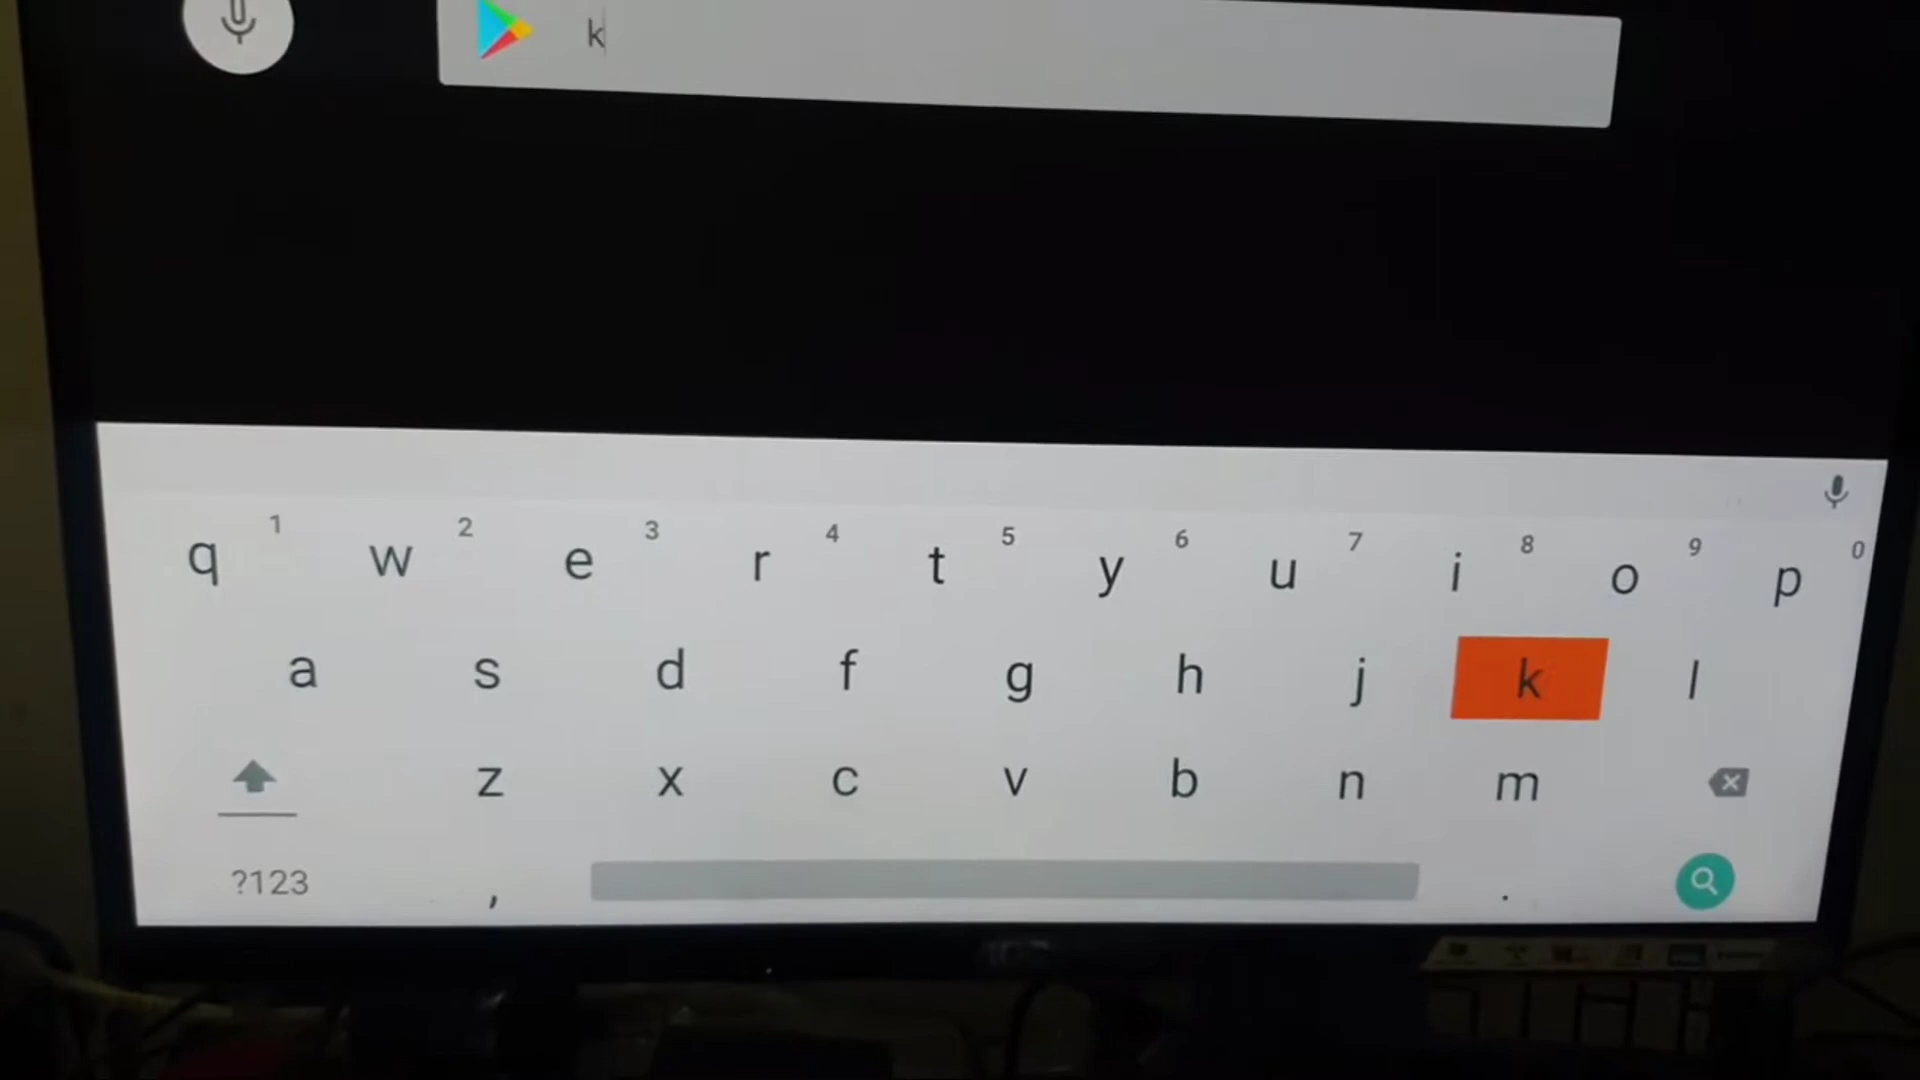 k
1 2 3 4 5 6 7 8 9 0
q w e r t y u i o p
a s d f g h j k l
z x c v b n m
?123 , .